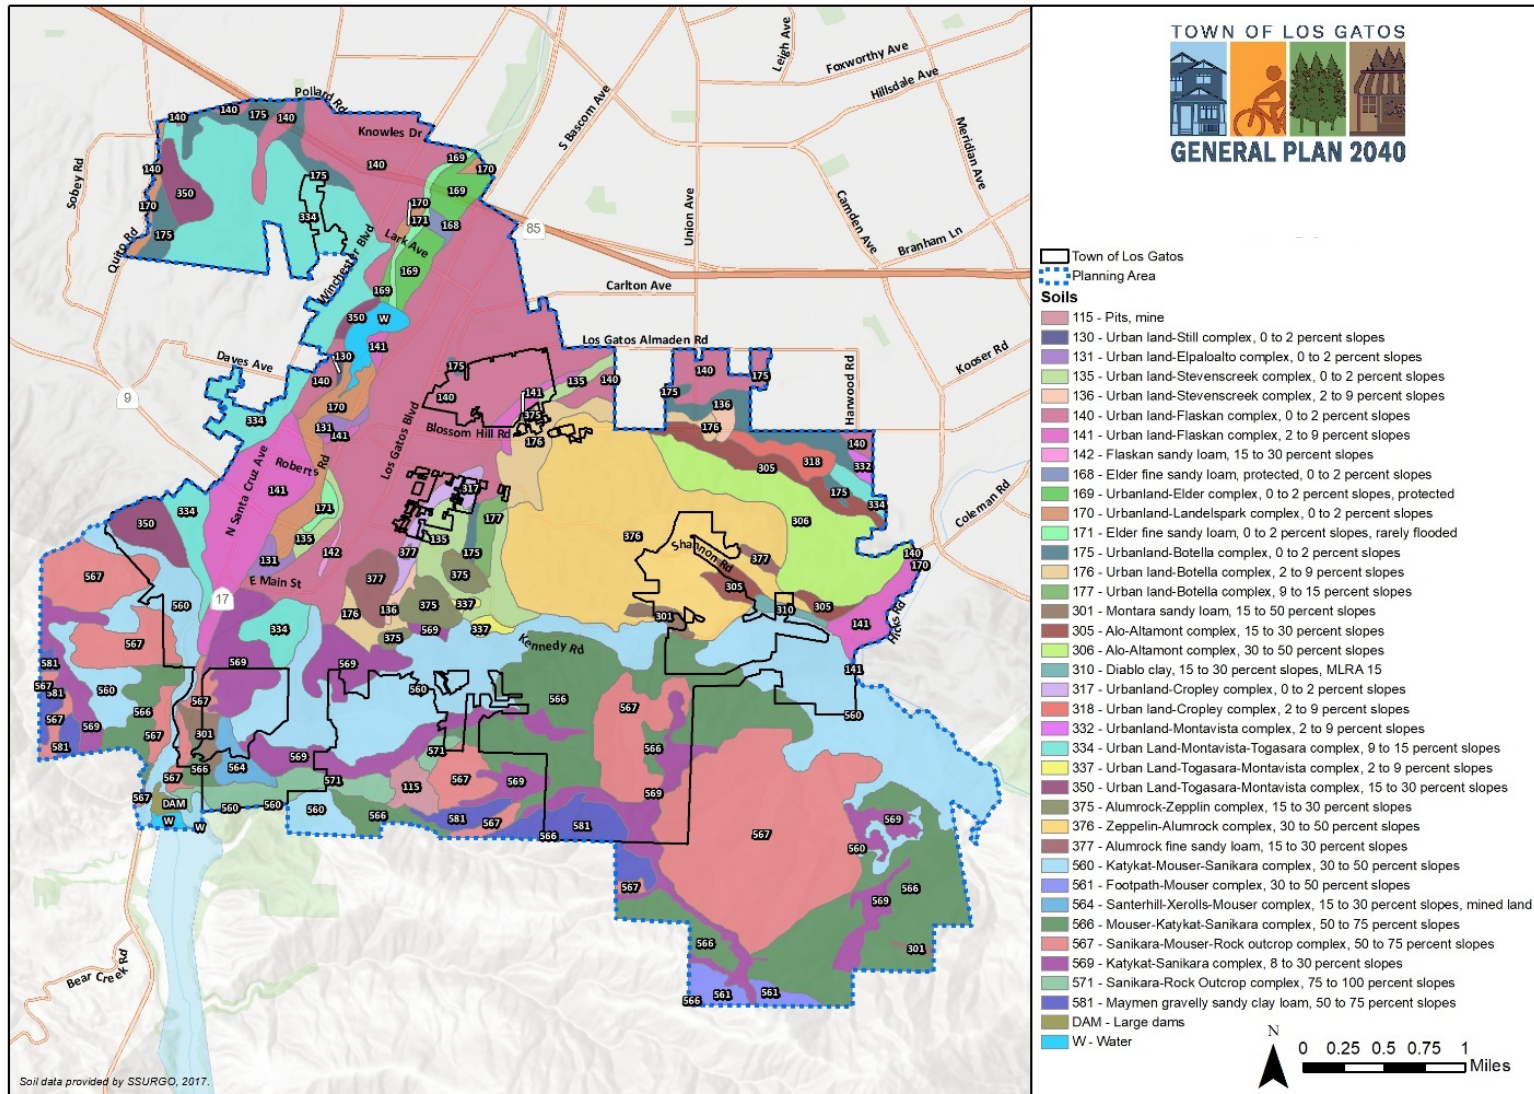 TOWN OF LOS GATOS
GENERAL PLAN 2040
Town of Los Gatos
Planning Area
Soils
115 - Pits, mine
130 - Urban land-Still complex, 0 to 2 percent slopes
131 - Urban land-Elpaloalto complex, 0 to 2 percent slopes
135 - Urban land-Stevenscreek complex, 0 to 2 percent slopes
136 - Urban land-Stevenscreek complex, 2 to 9 percent slopes
140 - Urban land-Flaskan complex, 0 to 2 percent slopes
141 - Urban land-Flaskan complex, 2 to 9 percent slopes
142 - Flaskan sandy loam, 15 to 30 percent slopes
168 - Elder fine sandy loam, protected, 0 to 2 percent slopes
169 - Urbanland-Elder complex, 0 to 2 percent slopes, protected
170 - Urbanland-Landelspark complex, 0 to 2 percent slopes
171 - Elder fine sandy loam, 0 to 2 percent slopes, rarely flooded
175 - Urbanland-Botella complex, 0 to 2 percent slopes
176 - Urban land-Botella complex, 2 to 9 percent slopes
177 - Urban land-Botella complex, 9 to 15 percent slopes
301 - Montara sandy loam, 15 to 50 percent slopes
305 - Alo-Altamont complex, 15 to 30 percent slopes
306 - Alo-Altamont complex, 30 to 50 percent slopes
310 - Diablo clay, 15 to 30 percent slopes, MLRA 15
317 - Urbanland-Cropley complex, 0 to 2 percent slopes
318 - Urban land-Cropley complex, 2 to 9 percent slopes
332 - Urbanland-Montavista complex, 2 to 9 percent slopes
334 - Urban Land-Montavista-Togasara complex, 9 to 15 percent slopes
337 - Urban Land-Togasara-Montavista complex, 2 to 9 percent slopes
350 - Urban Land-Togasara-Montavista complex, 15 to 30 percent slopes
375 - Alumrock-Zepplin complex, 15 to 30 percent slopes
376 - Zeppelin-Alumrock complex, 30 to 50 percent slopes
377 - Alumrock fine sandy loam, 15 to 30 percent slopes
560 - Katykat-Mouser-Sanikara complex, 30 to 50 percent slopes
561 - Footpath-Mouser complex, 30 to 50 percent slopes
564 - Santerhill-Xerolls-Mouser complex, 15 to 30 percent slopes, mined land
566 - Mouser-Katykat-Sanikara complex, 50 to 75 percent slopes
567 - Sanikara-Mouser-Rock outcrop complex, 50 to 75 percent slopes
569 - Katykat-Sanikara complex, 8 to 30 percent slopes
571 - Sanikara-Rock Outcrop complex, 75 to 100 percent slopes
581 - Maymen gravelly sandy clay loam, 50 to 75 percent slopes
DAM - Large dams
W - Water
N
0 0.25 0.5 0.75 1
Miles
Pollard Rd
Knowles Dr
S Bascom Ave
Leigh Ave
Foxworthy Ave
Hillsdale Ave
Meridian Ave
Camden Ave
Branham Ln
Union Ave
Sobey Rd
Quito Rd
Winchester Blvd
Lark Ave
85
Carlton Ave
Los Gatos Almaden Rd
Kooser Rd
Harwood Rd
Daves Ave
9
Los Gatos Blvd
Blossom Hill Rd
Roberts Rd
N Santa Cruz Ave
Coleman Rd
Shannon Rd
E Main St
17
Hicks Rd
Kennedy Rd
Bear Creek Rd
DAM
W
W
W
Soil data provided by SSURGO, 2017.